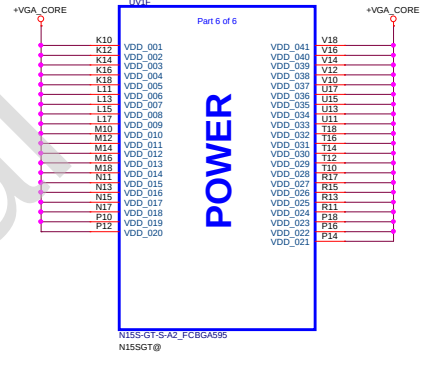 +VGA_CORE
UV1F
+VGA_CORE
Part 6 of 6
K10 VDD_001 VDD_041 V18
K12 VDD_002 VDD_040 V16
K14 VDD_003 VDD_039 V14
K16 VDD_004 VDD_038 V12
K18 VDD_005 VDD_037 V10
L11 VDD_006 VDD_036 U17
L13 VDD_007 VDD_035 U15
L15 VDD_008 VDD_034 U13
L17 VDD_009 VDD_033 U11
M10 VDD_010 VDD_032 T18
M12 VDD_011 VDD_031 T16
M14 VDD_012 VDD_030 T14
M16 VDD_013 VDD_029 T12
M18 VDD_014 VDD_028 T10
N11 VDD_015 VDD_027 R17
N13 VDD_016 VDD_026 R15
N15 VDD_017 VDD_025 R13
N17 VDD_018 VDD_024 R11
P10 VDD_019 VDD_023 P18
P12 VDD_020 VDD_022 P16
VDD_021 P14
POWER
N15S-GT-S-A2_FCBGA595
N15SGT@